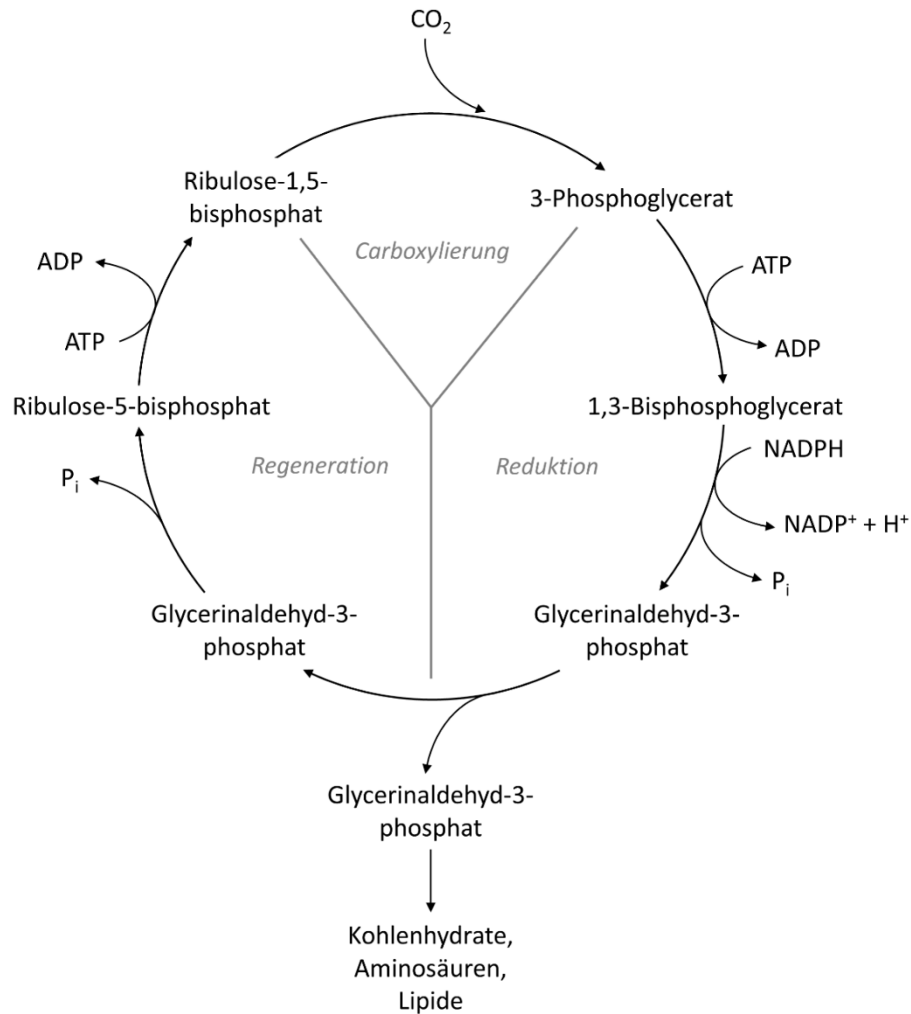 CO₂
Ribulose-1,5-
bisphosphat
3-Phosphoglycerat
Carboxylierung
ADP
ATP
ATP
ADP
Ribulose-5-bisphosphat
1,3-Bisphosphoglycerat
Regeneration
Reduktion
NADPH
Pᵢ
NADP⁺ + H⁺
Pᵢ
Glycerinaldehyd-3-
phosphat
Glycerinaldehyd-3-
phosphat
Glycerinaldehyd-3-
phosphat
Kohlenhydrate,
Aminosäuren,
Lipide